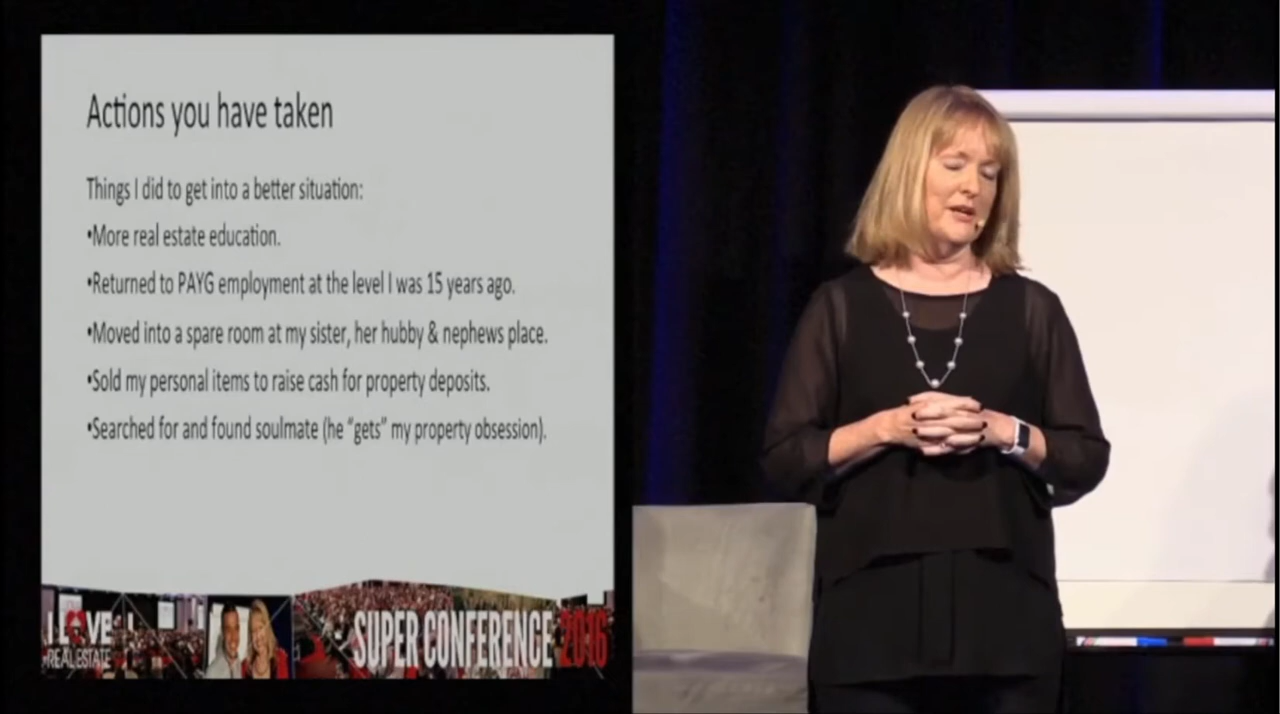 Actions you have taken
Things I did to get into a better situation:
•More real estate education.
•Returned to PAYG employment at the level I was 15 years ago.
•Moved into a spare room at my sister, her hubby & nephews place.
•Sold my personal items to raise cash for property deposits.
•Searched for and found soulmate (he “gets” my property obsession).
I LOVE
REAL ESTATE
SUPER CONFERENCE 2016